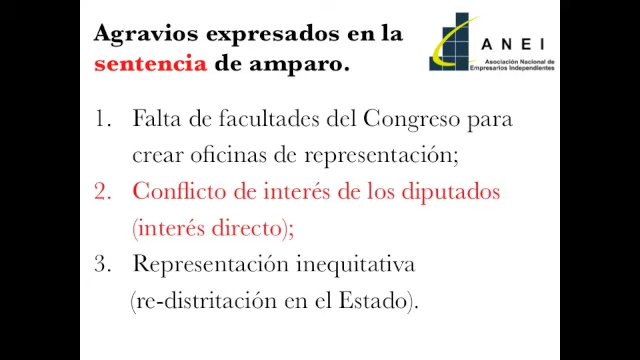 Agravios expresados en la
sentencia de amparo.
ANEI
Asociación Nacional de
Empresarios Independientes
1. Falta de facultades del Congreso para
crear oficinas de representación;
2. Conflicto de interés de los diputados
(interés directo);
3. Representación inequitativa
(re-distritación en el Estado).